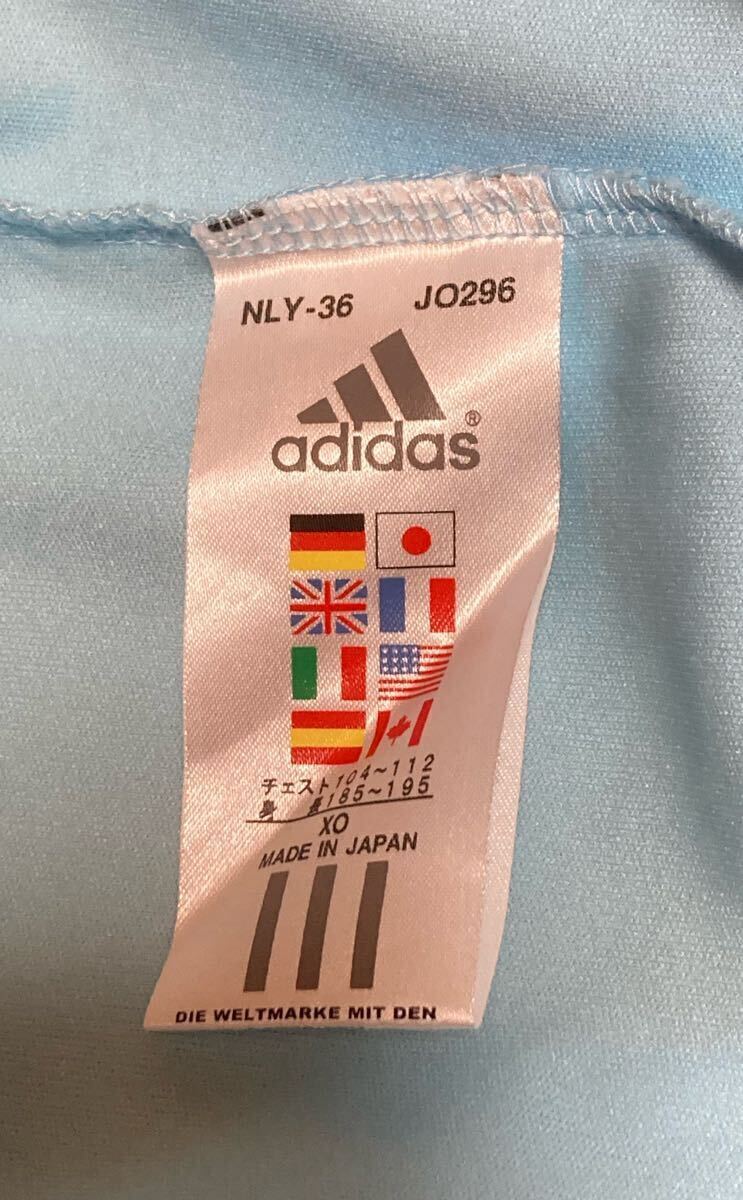 NLY-36 JO296
adidas®
チェスト104~112
身 長185~195
XO
MADE IN JAPAN
DIE WELTMARKE MIT DEN